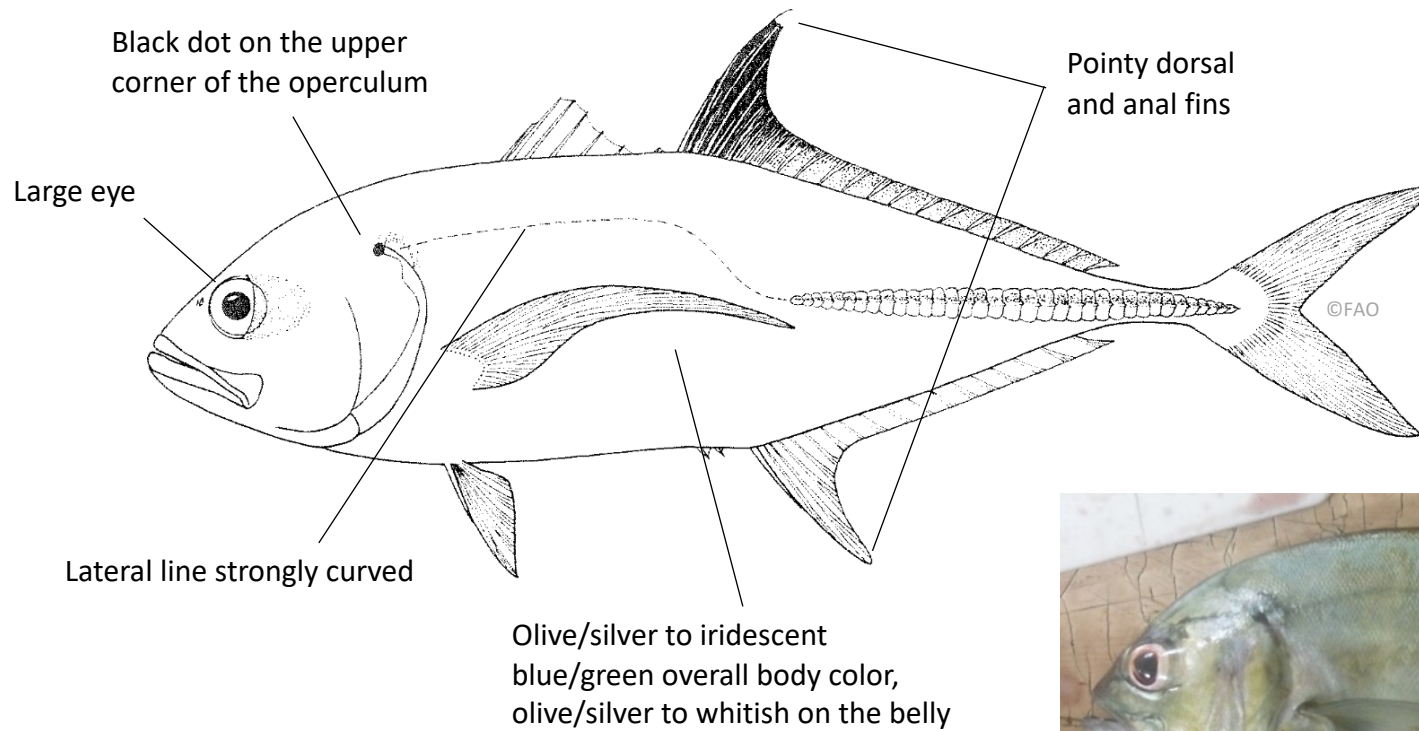 Black dot on the upper
corner of the operculum
Pointy dorsal
and anal fins
Large eye
©FAO
Lateral line strongly curved
Olive/silver to iridescent
blue/green overall body color,
olive/silver to whitish on the belly